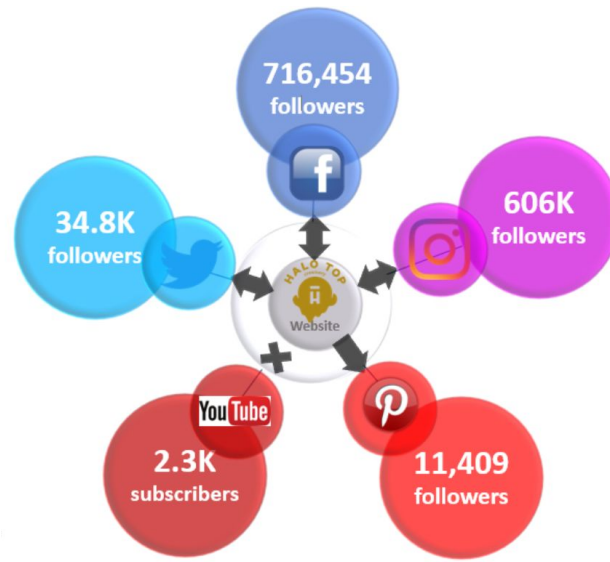 716,454
followers
f
34.8K
followers
606K
followers
HALO TOP
Website
You Tube
2.3K
subscribers
11,409
followers